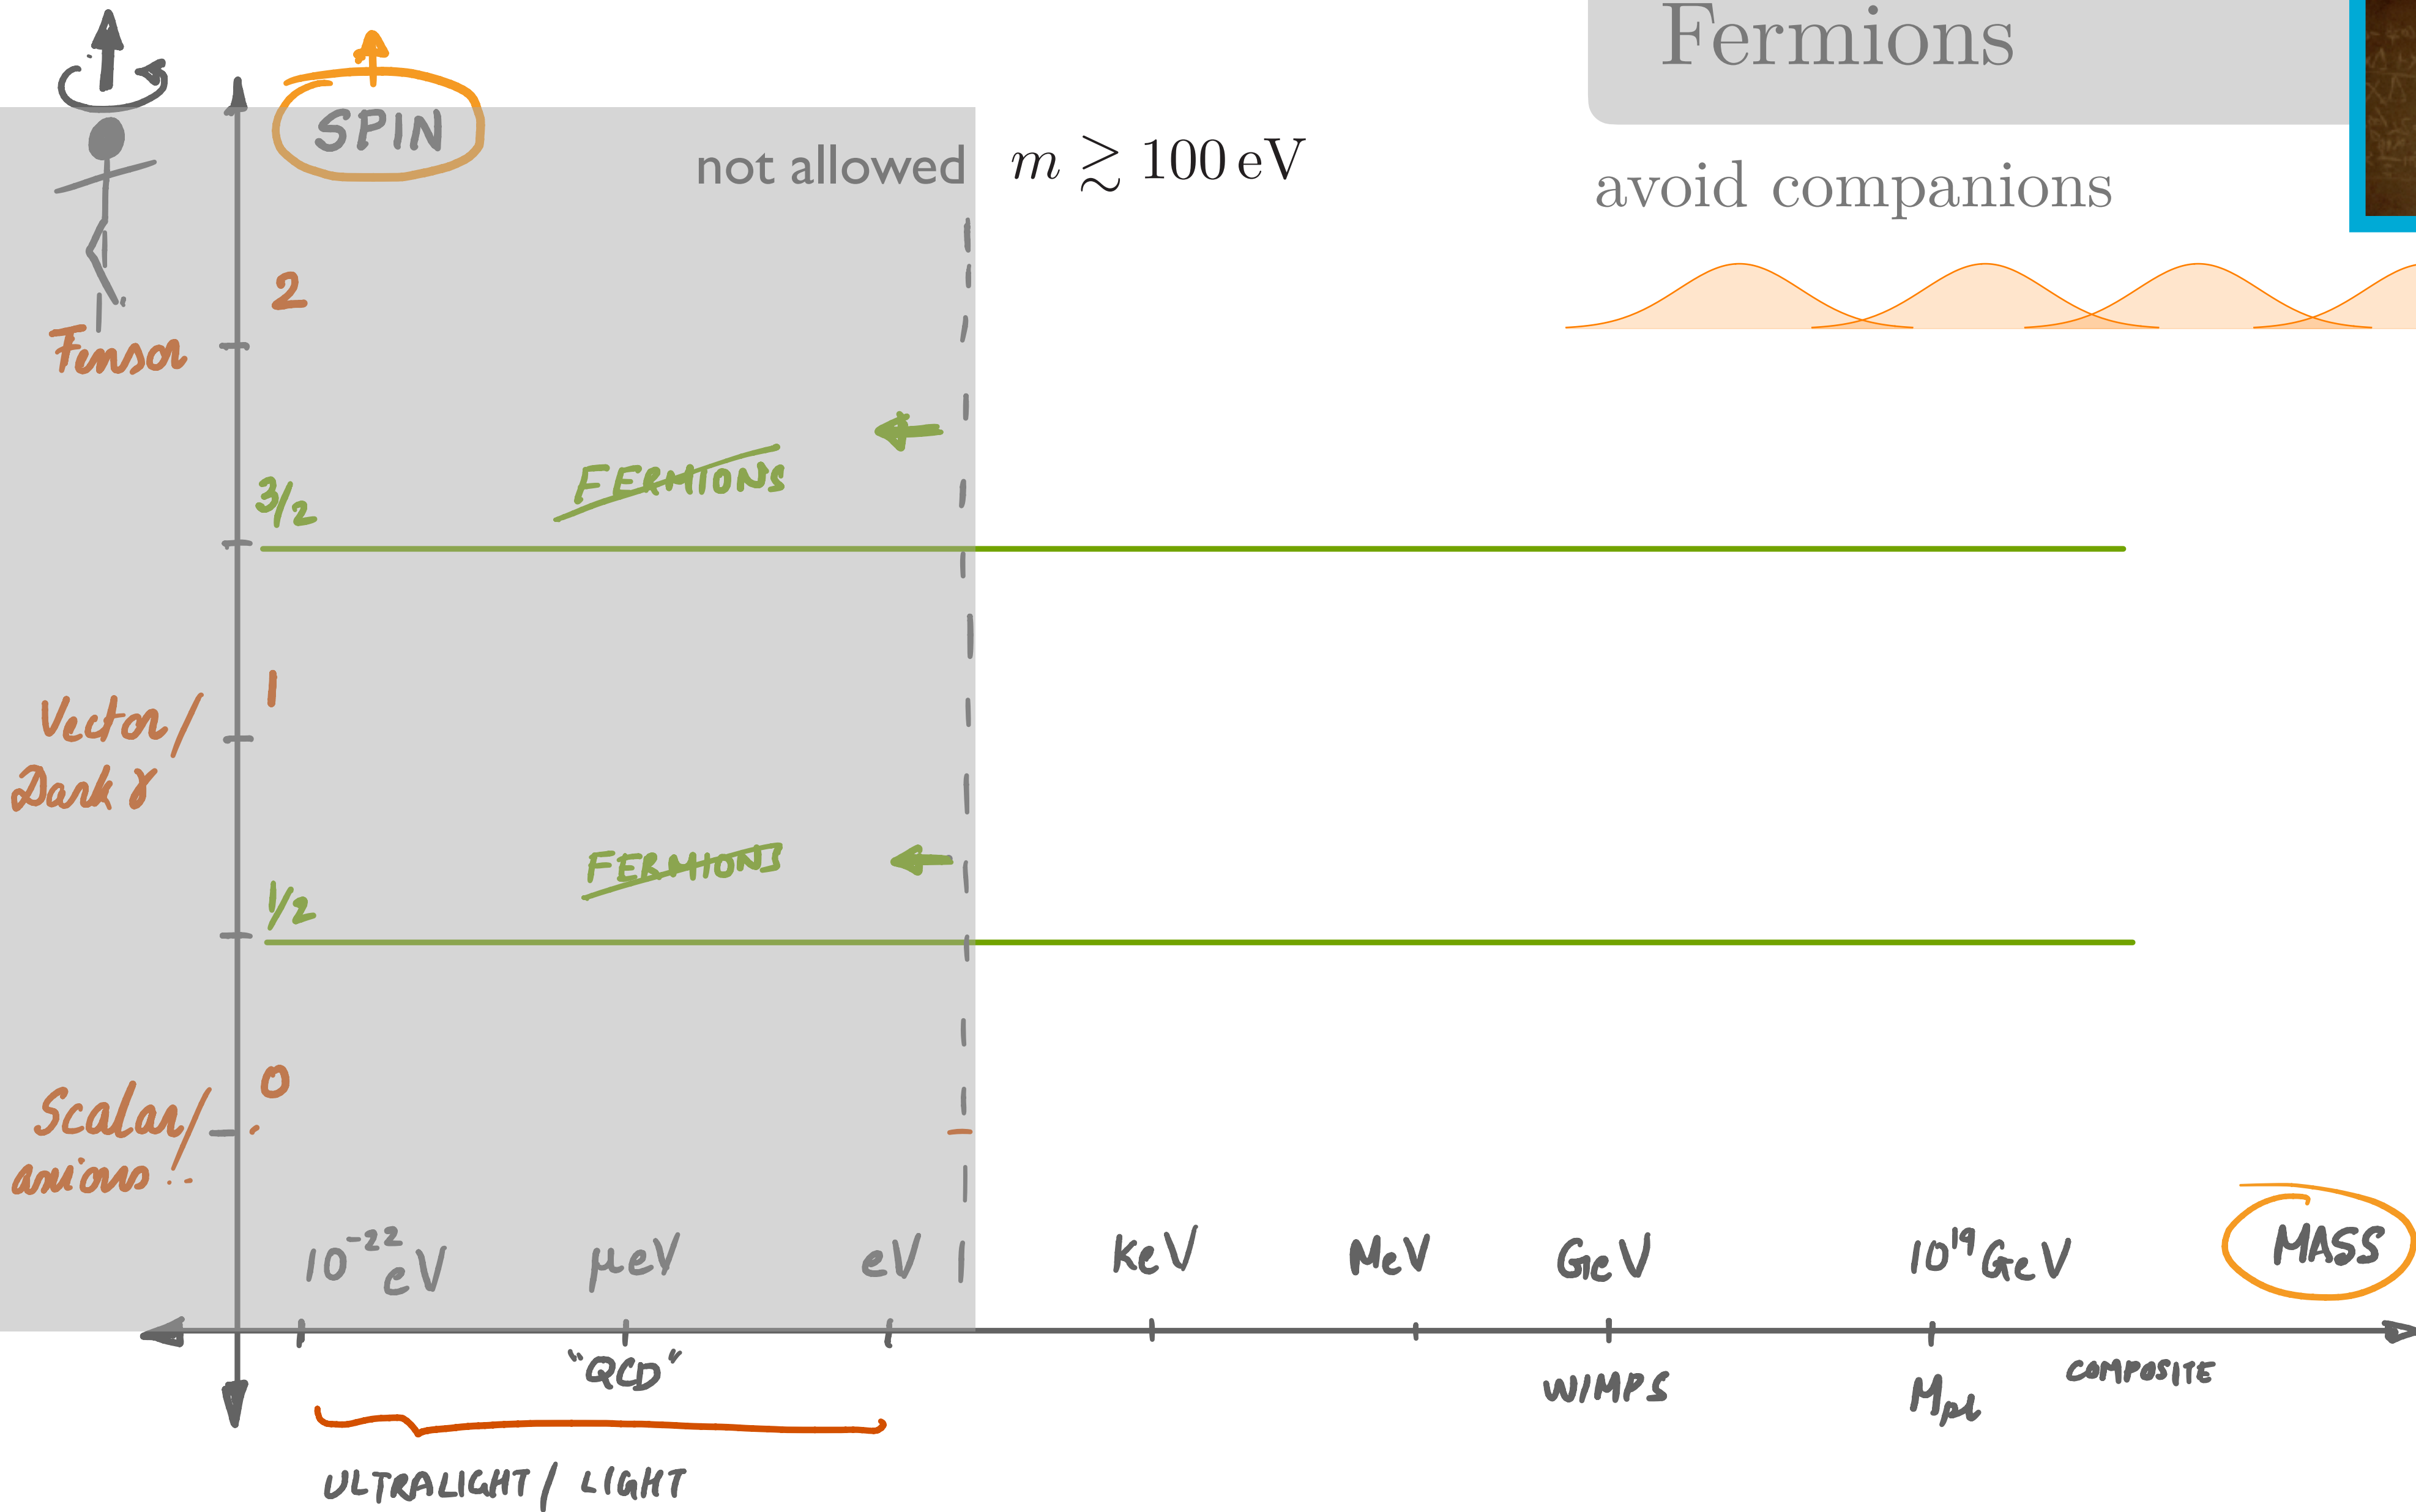 Fermions
SPIN
not allowed
m ≳ 100 eV
avoid companions
2
Tensor
3/2
FERMIONS
1
Vector/
Dark γ
FERMIONS
1/2
0
Scalar/
axions..
10⁻²² eV
μeV
eV
KeV
MeV
GeV
10¹⁹ GeV
MASS
"QCD"
WIMPS
M_pl
COMPOSITE
ULTRALIGHT / LIGHT